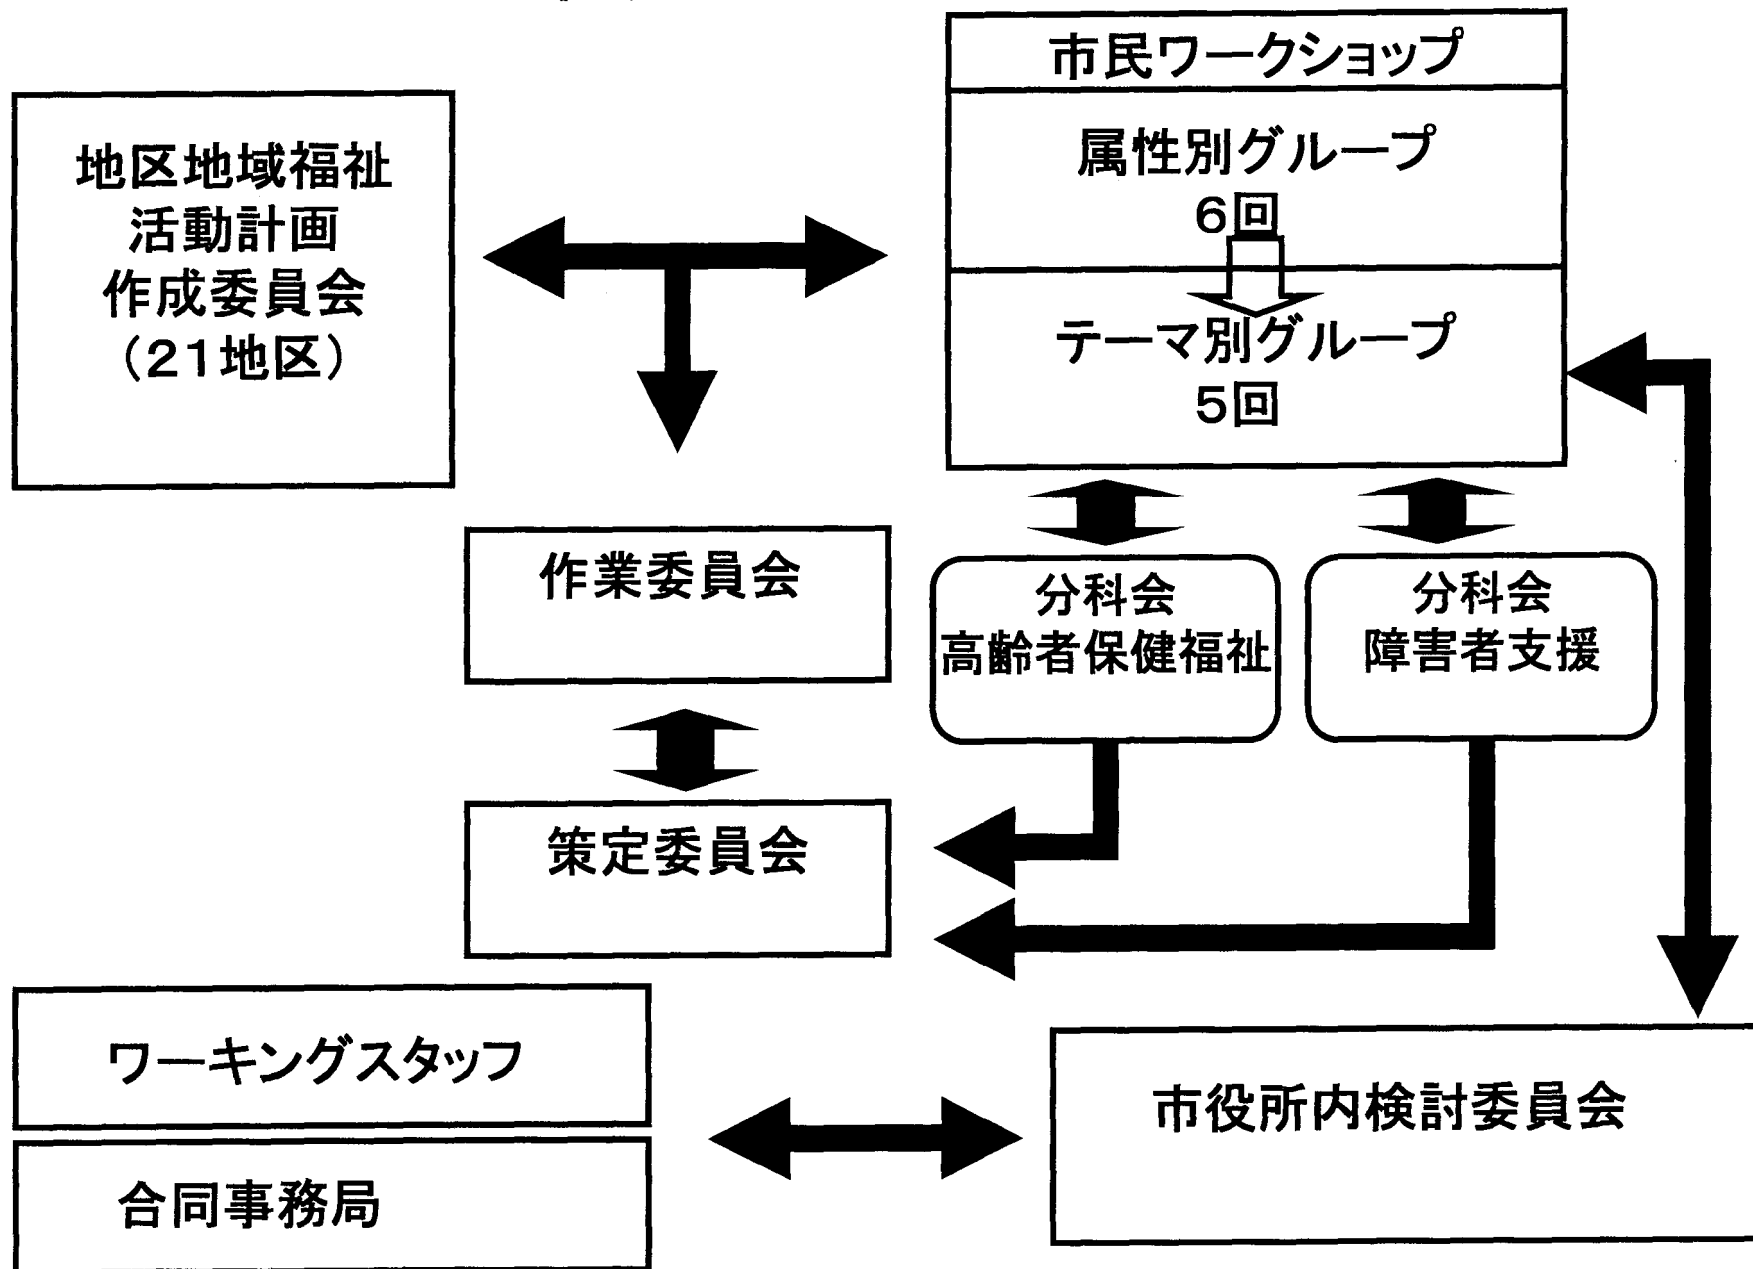 市民ワークショップ
属性別グループ
6回
テーマ別グループ
5回
地区地域福祉
活動計画
作成委員会
(21地区)
作業委員会
分科会
高齢者保健福祉
分科会
障害者支援
策定委員会
ワーキングスタッフ
合同事務局
市役所内検討委員会